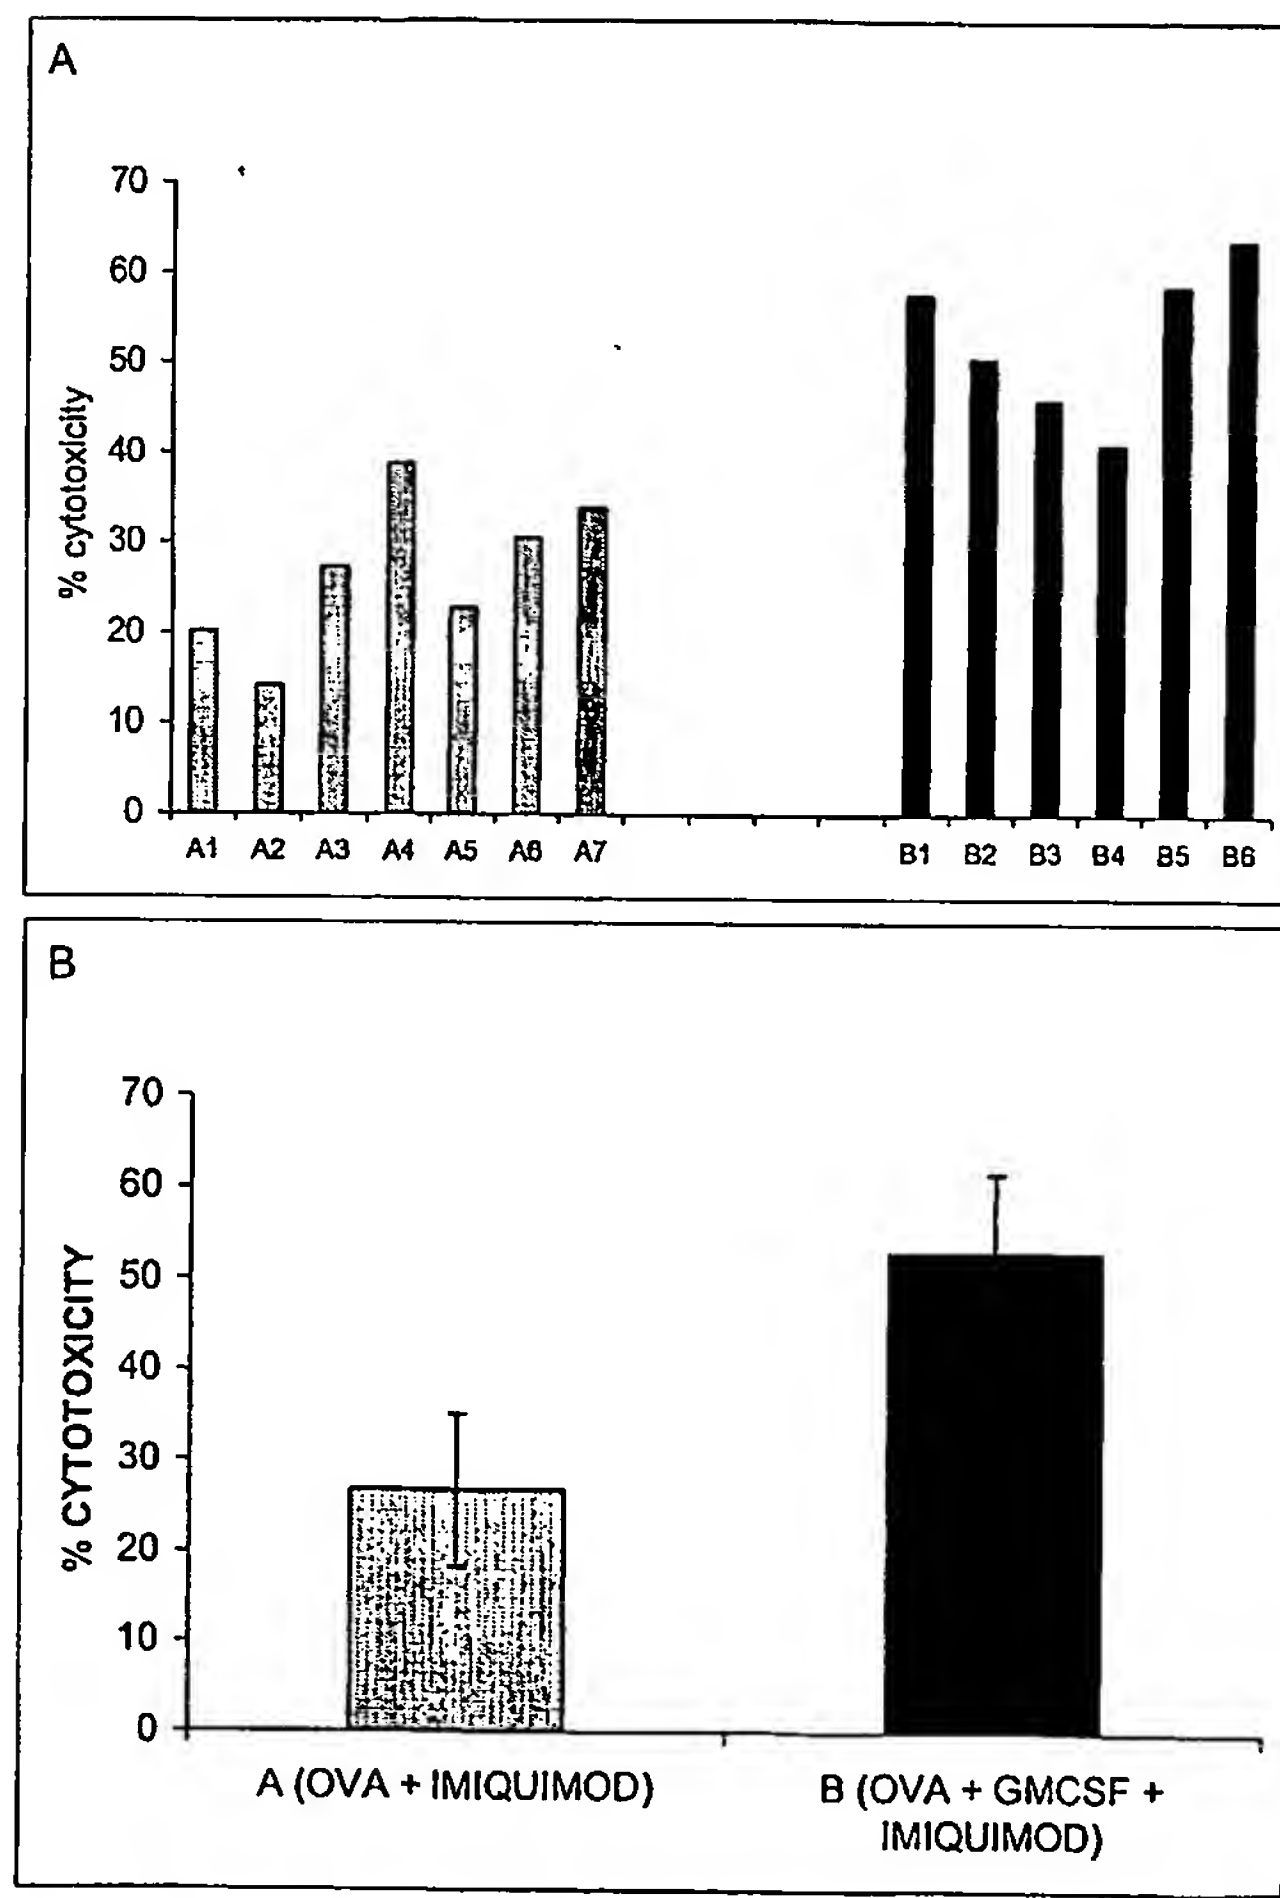 A
70
60
50
40
30
20
10
0
% cytotoxicity
A1 A2 A3 A4 A5 A6 A7 B1 B2 B3 B4 B5 B6
B
70
60
50
40
30
20
10
0
% CYTOTOXICITY
A (OVA + IMIQUIMOD) B (OVA + GMCSF +
IMIQUIMOD)